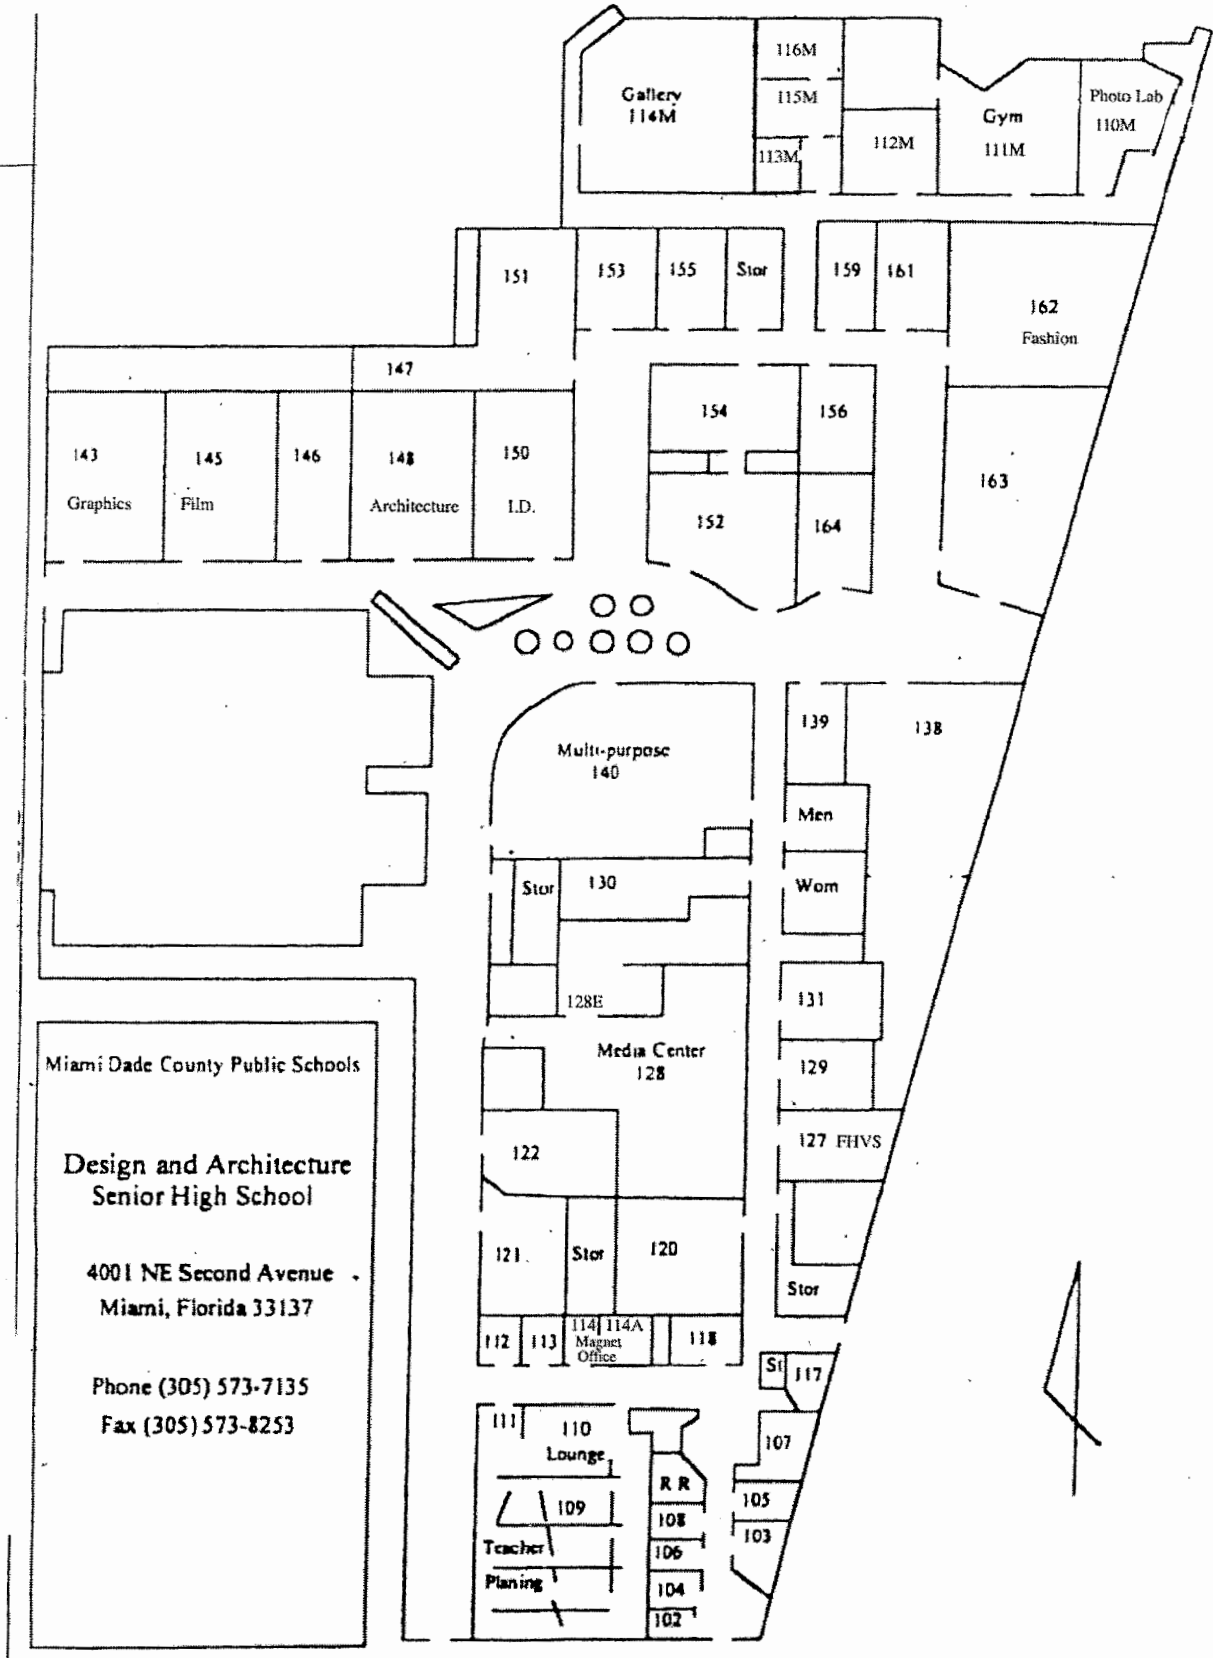 116M
Gallery
114M
115M
Photo Lab
110M
Gym
111M
112M
113M
151
153
155
Stor
159
161
162
Fashion
147
154
156
143
Graphics
145
Film
146
148
Architecture
150
I.D.
163
152
164
139
138
Multi-purpose
140
Men
Stor
130
Wom
128E
131
Media Center
128
129
122
127 FHVS
121
Stor
120
Stor
112
113
114
114A
Magnet
Office
118
St
117
111
110
Lounge
107
R R
109
108
105
Teacher
106
103
Planing
104
102
Miami Dade County Public Schools
Design and Architecture
Senior High School
4001 NE Second Avenue
Miami, Florida 33137
Phone (305) 573-7135
Fax (305) 573-8253